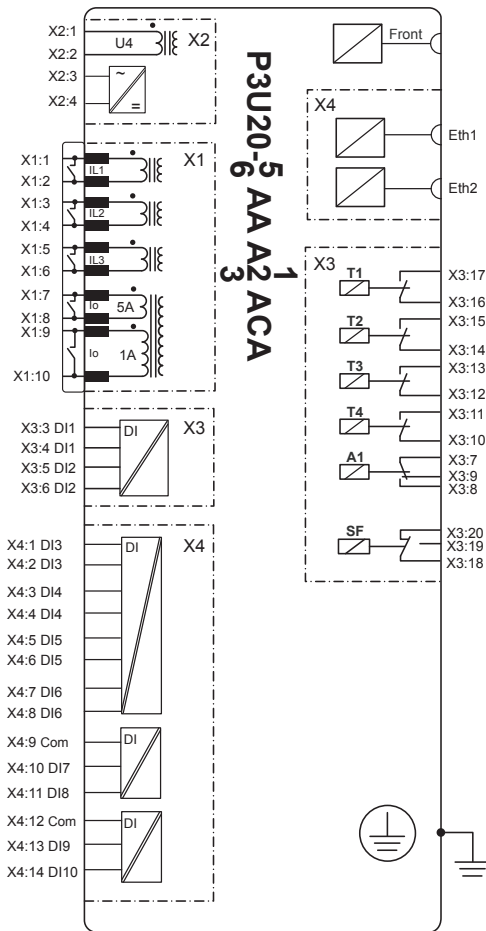 X2:1
X2:2
X2:3
X2:4
U4
X2
~
=
X1:1
X1:2
X1:3
X1:4
X1:5
X1:6
X1:7
X1:8
X1:9
X1:10
X1
IL1
IL2
IL3
Io
5A
Io
1A
X3:3 DI1
X3:4 DI1
X3:5 DI2
X3:6 DI2
DI
X3
X4:1 DI3
X4:2 DI3
X4:3 DI4
X4:4 DI4
X4:5 DI5
X4:6 DI5
X4:7 DI6
X4:8 DI6
DI
X4
X4:9 Com
X4:10 DI7
X4:11 DI8
DI
X4:12 Com
X4:13 DI9
X4:14 DI10
DI
P3U20-5 AA A2 1
6 3 ACA
Front
X4
Eth1
Eth2
X3
T1
X3:17
X3:16
T2
X3:15
X3:14
T3
X3:13
X3:12
T4
X3:11
X3:10
A1
X3:7
X3:9
X3:8
SF
X3:20
X3:19
X3:18